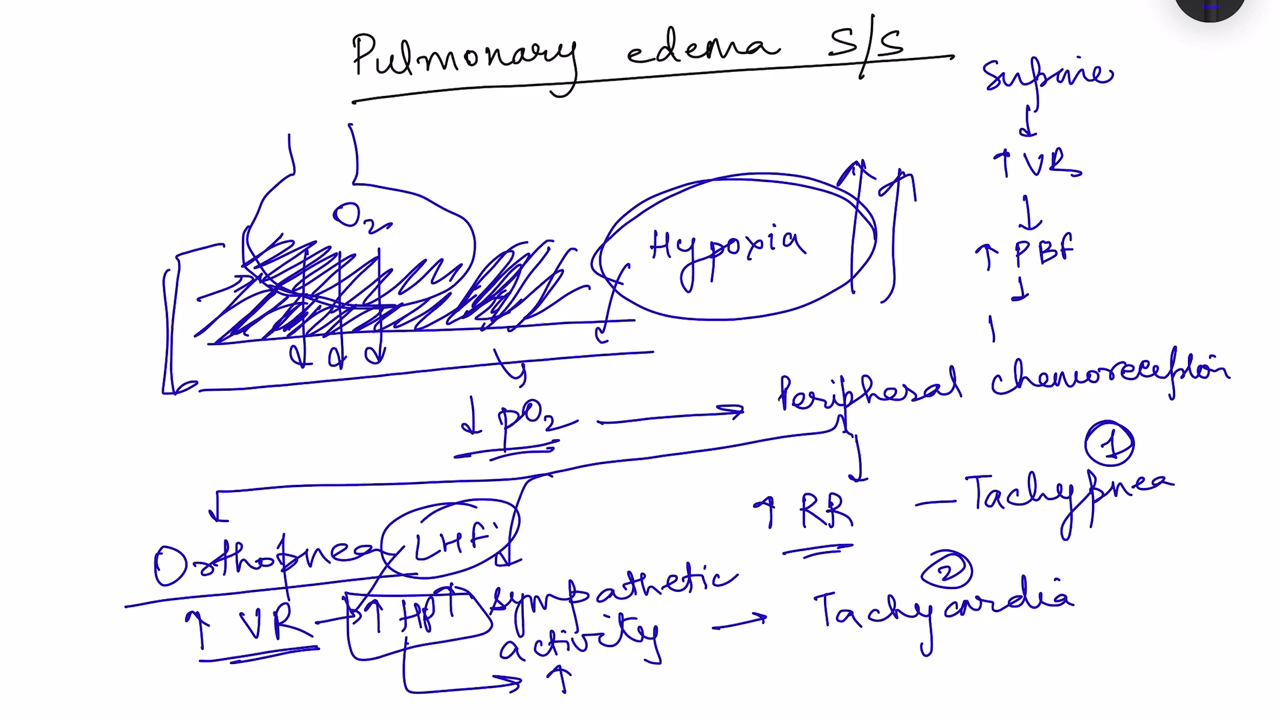 Pulmonary edema S/S
Supine
↓
↑ VR
↓
↑ PBF
↓
O₂
Hypoxia ↑↑
↓ pO₂ → Peripheral chemoreceptor
↓
↑ RR — Tachypnea ①
Orthopnea LHF
↑ VR → ↑ HP ↑
sympathetic
activity → Tachycardia ②
↑